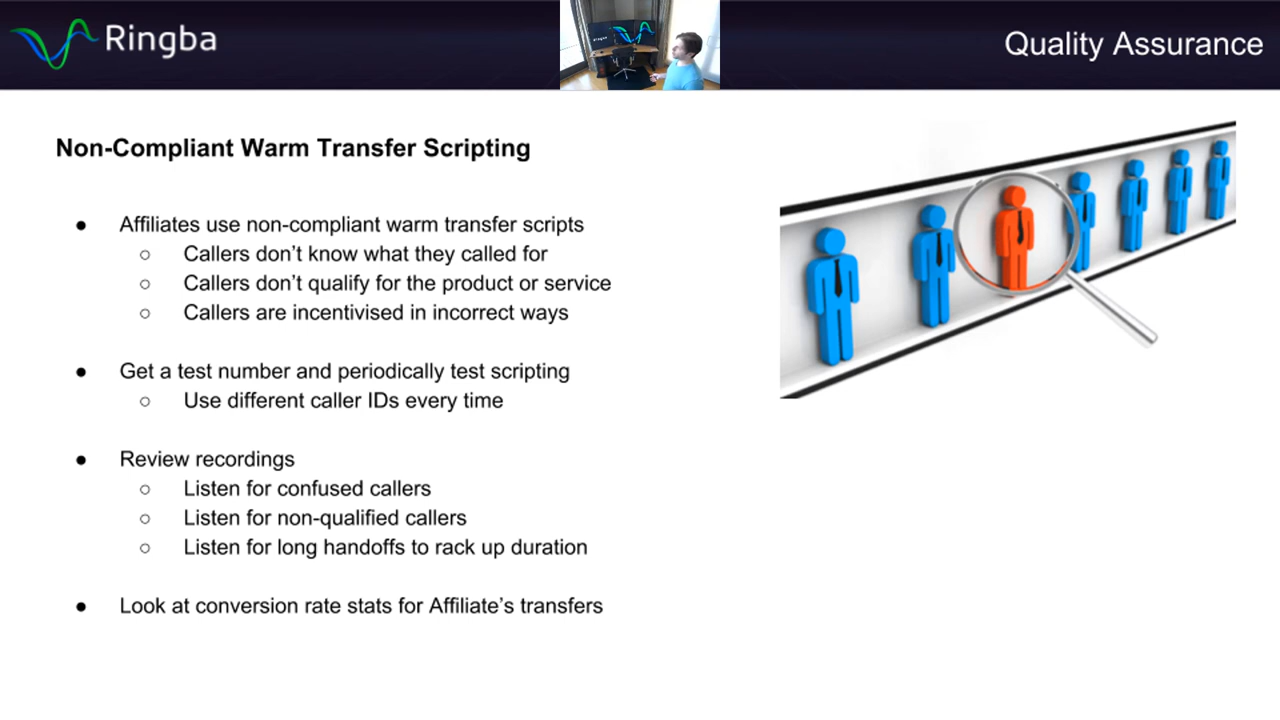 Ringba
Quality Assurance
Non-Compliant Warm Transfer Scripting
● Affiliates use non-compliant warm transfer scripts
○ Callers don’t know what they called for
○ Callers don’t qualify for the product or service
○ Callers are incentivised in incorrect ways
● Get a test number and periodically test scripting
○ Use different caller IDs every time
● Review recordings
○ Listen for confused callers
○ Listen for non-qualified callers
○ Listen for long handoffs to rack up duration
● Look at conversion rate stats for Affiliate’s transfers